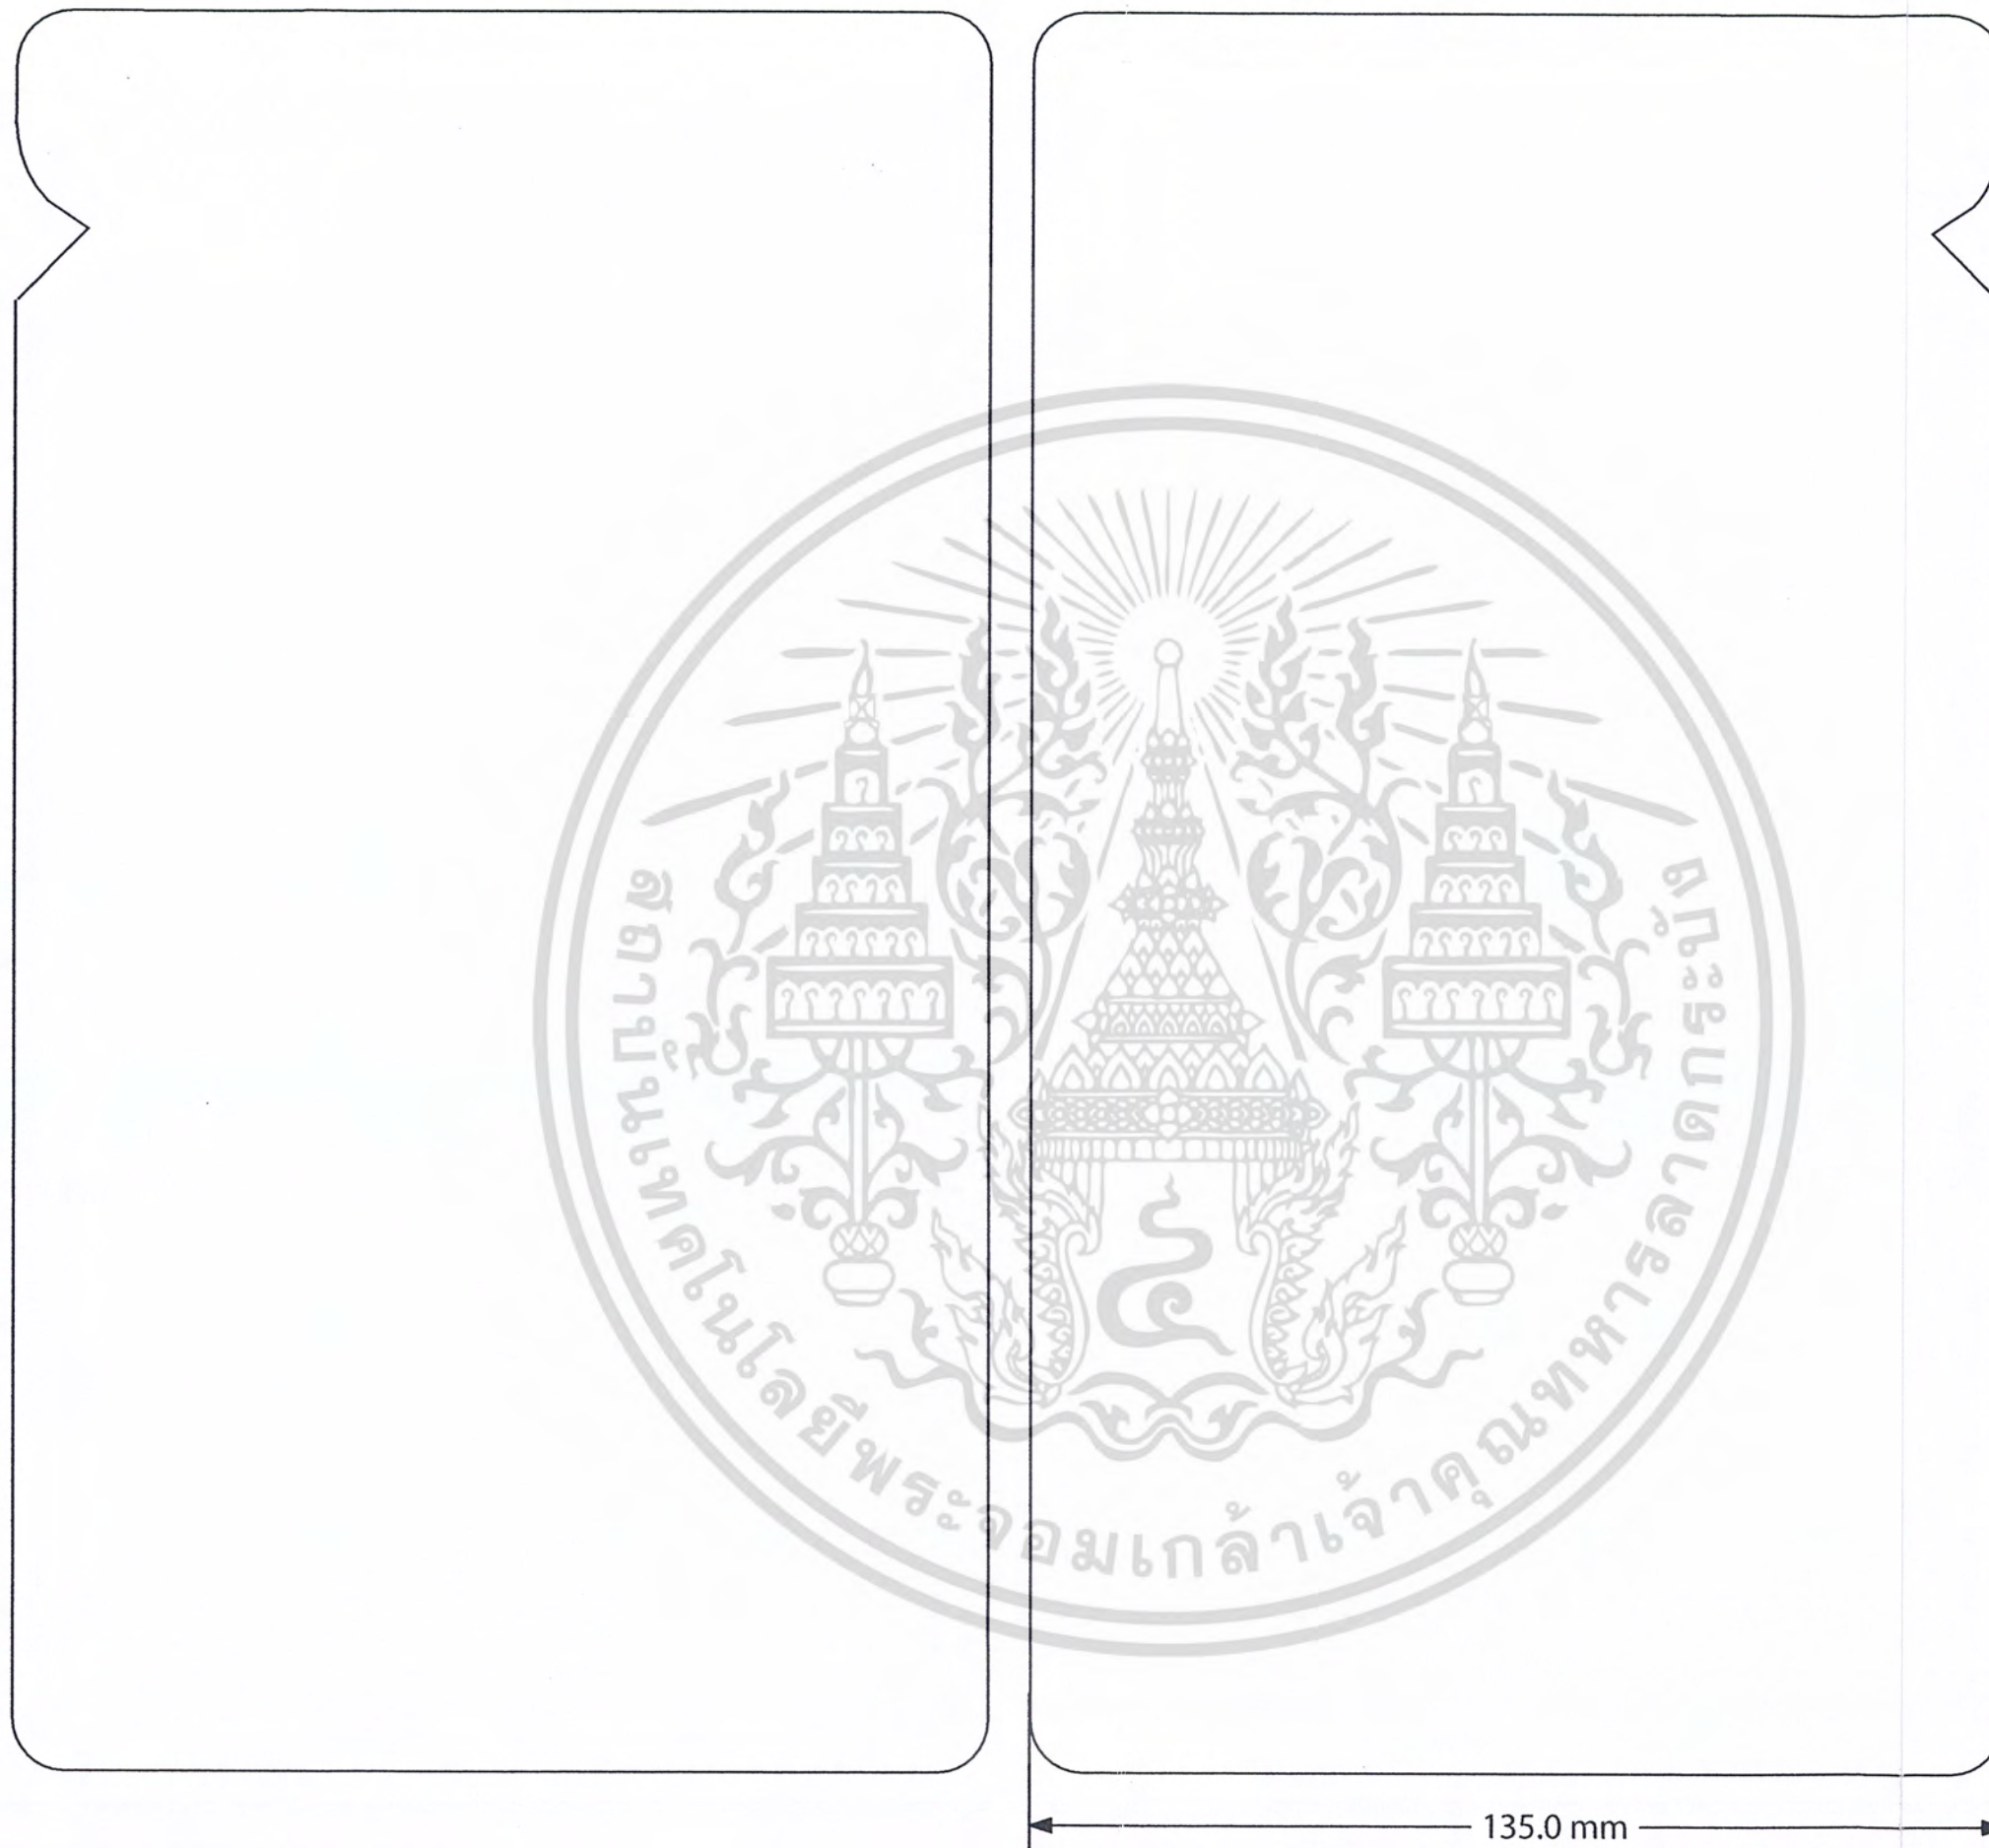 สถาบันเทคโนโลยีพระจอมเกล้าเจ้าคุณทหารลาดกระบัง
๔
135.0 mm